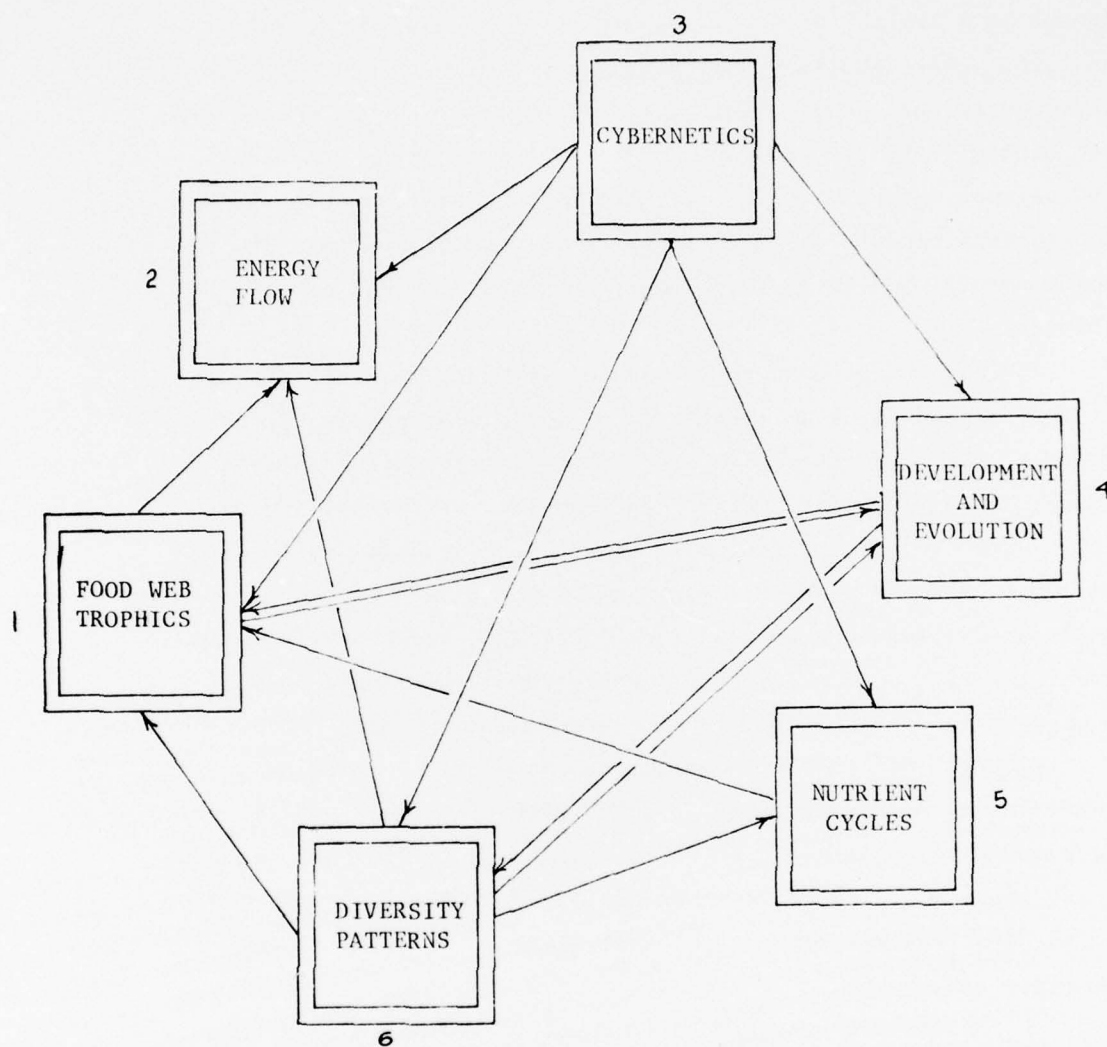 3
CYBERNETICS
2
ENERGY
FLOW
4
DEVELOPMENT
AND
EVOLUTION
1
FOOD WEB
TROPHICS
5
NUTRIENT
CYCLES
DIVERSITY
PATTERNS
6